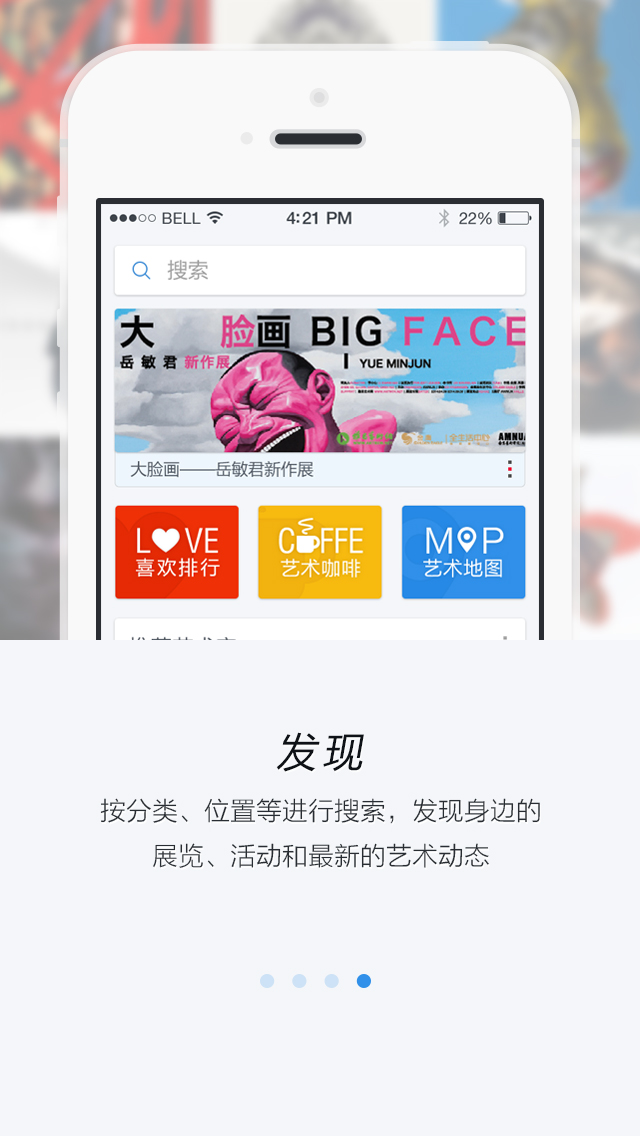 BELL 4:21 PM 22%
搜索
大脸画 BIG FACE
岳敏君 新作展 YUE MINJUN
大脸画——岳敏君新作展
LOVE
喜欢排行
COFFE
艺术咖啡
MAP
艺术地图
发现
按分类、位置等进行搜索，发现身边的
展览、活动和最新的艺术动态